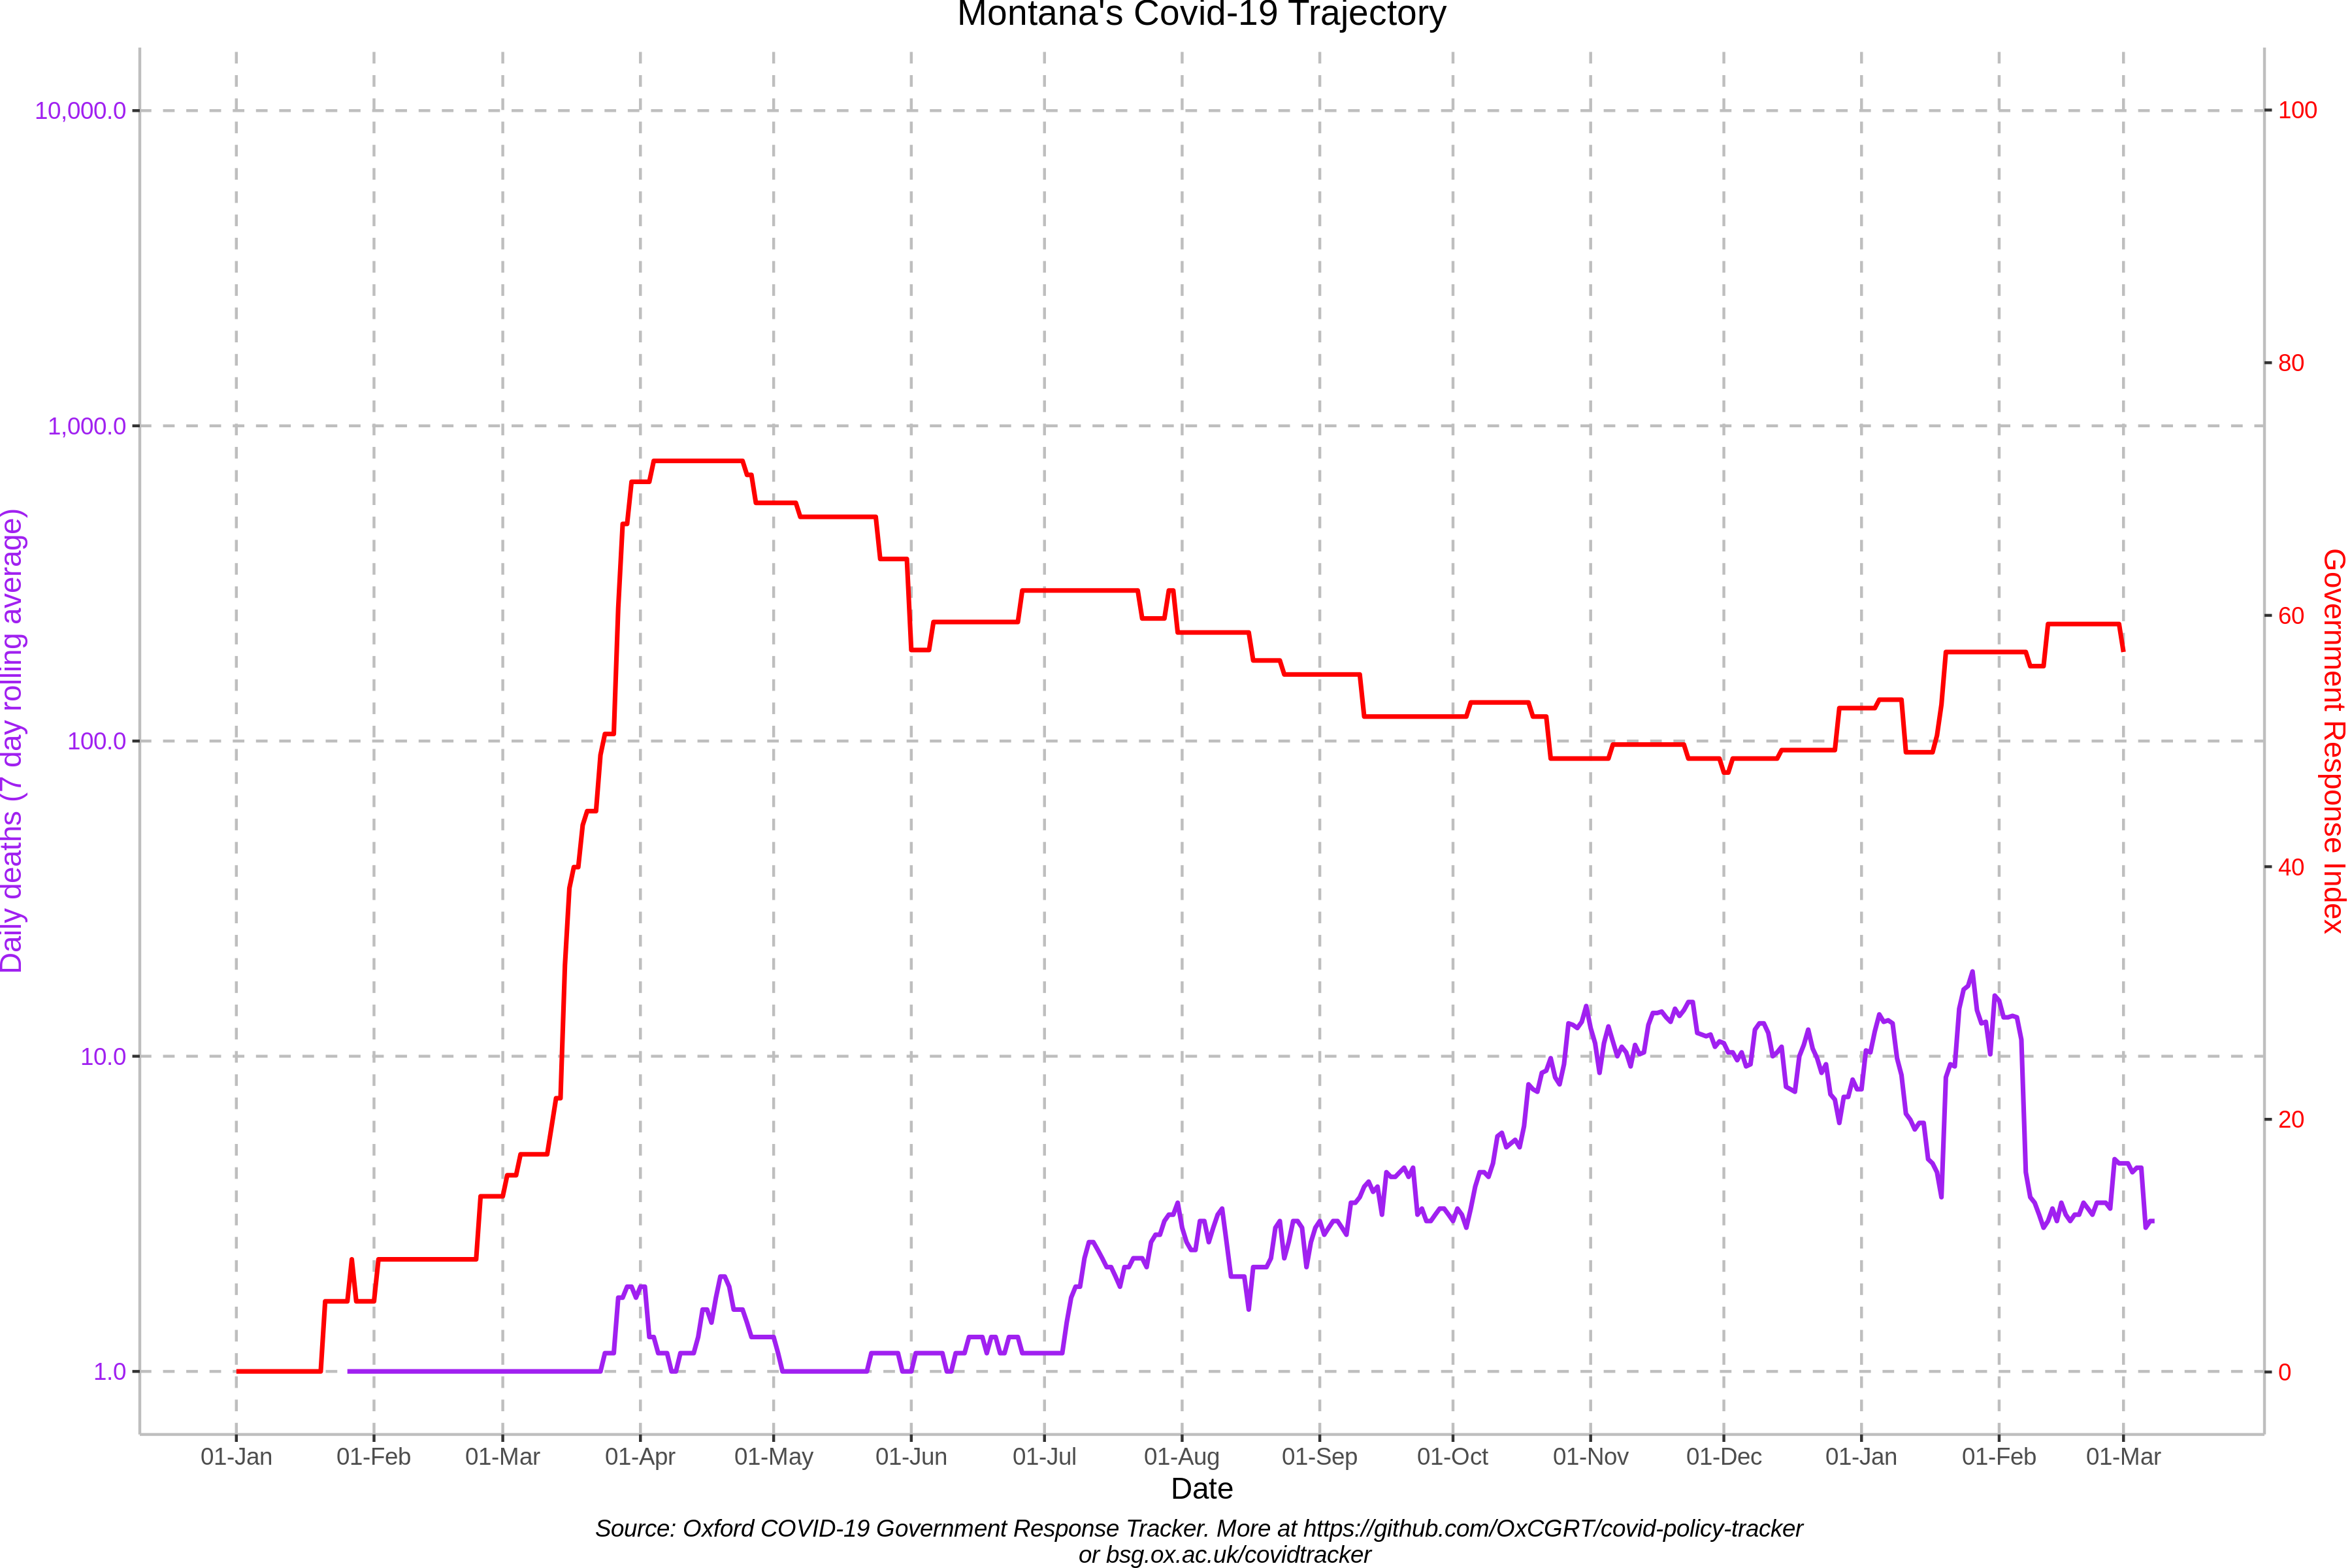 Montana's Covid-19 Trajectory
10,000.0
1,000.0
100.0
10.0
1.0
Daily deaths (7 day rolling average)
100
80
60
40
20
0
Government Response Index
01-Jan 01-Feb 01-Mar 01-Apr 01-May 01-Jun 01-Jul 01-Aug 01-Sep 01-Oct 01-Nov 01-Dec 01-Jan 01-Feb 01-Mar
Date
Source: Oxford COVID-19 Government Response Tracker. More at https://github.com/OxCGRT/covid-policy-tracker
or bsg.ox.ac.uk/covidtracker